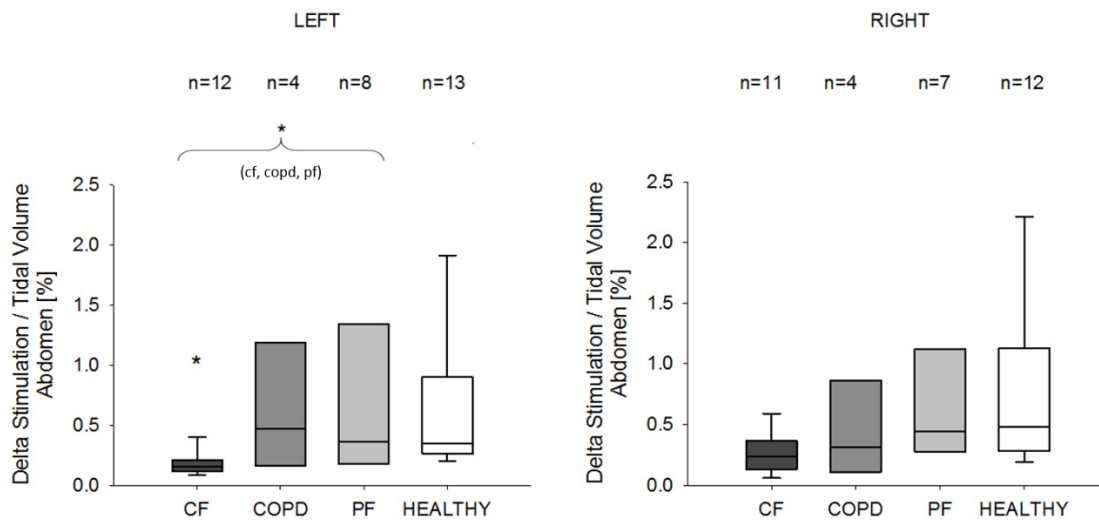 LEFT
n=12 n=4 n=8 n=13
*
(cf, copd, pf)
Delta Stimulation / Tidal Volume
Abdomen [%]
2.5
2.0
1.5
1.0
0.5
0.0
*
CF COPD PF HEALTHY
RIGHT
n=11 n=4 n=7 n=12
Delta Stimulation / Tidal Volume
Abdomen [%]
2.5
2.0
1.5
1.0
0.5
0.0
CF COPD PF HEALTHY